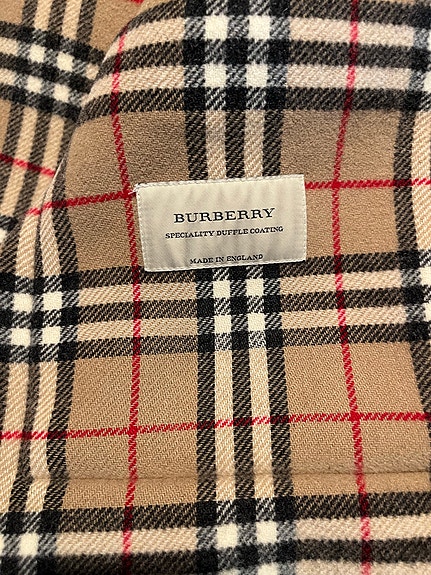 BURBERRY
SPECIALITY DUFFLE COATING
MADE IN ENGLAND